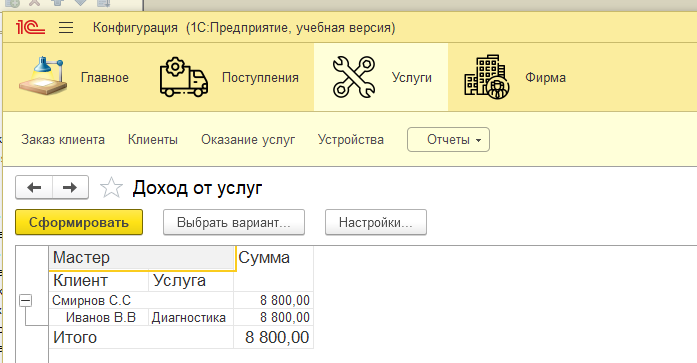 1С Конфигурация (1С:Предприятие, учебная версия)
Главное Поступления Услуги Фирма
Заказ клиента Клиенты Оказание услуг Устройства Отчеты
Доход от услуг
Сформировать Выбрать вариант... Настройки...
Мастер Сумма
Клиент Услуга
Смирнов С.С 8 800,00
Иванов В.В Диагностика 8 800,00
Итого 8 800,00